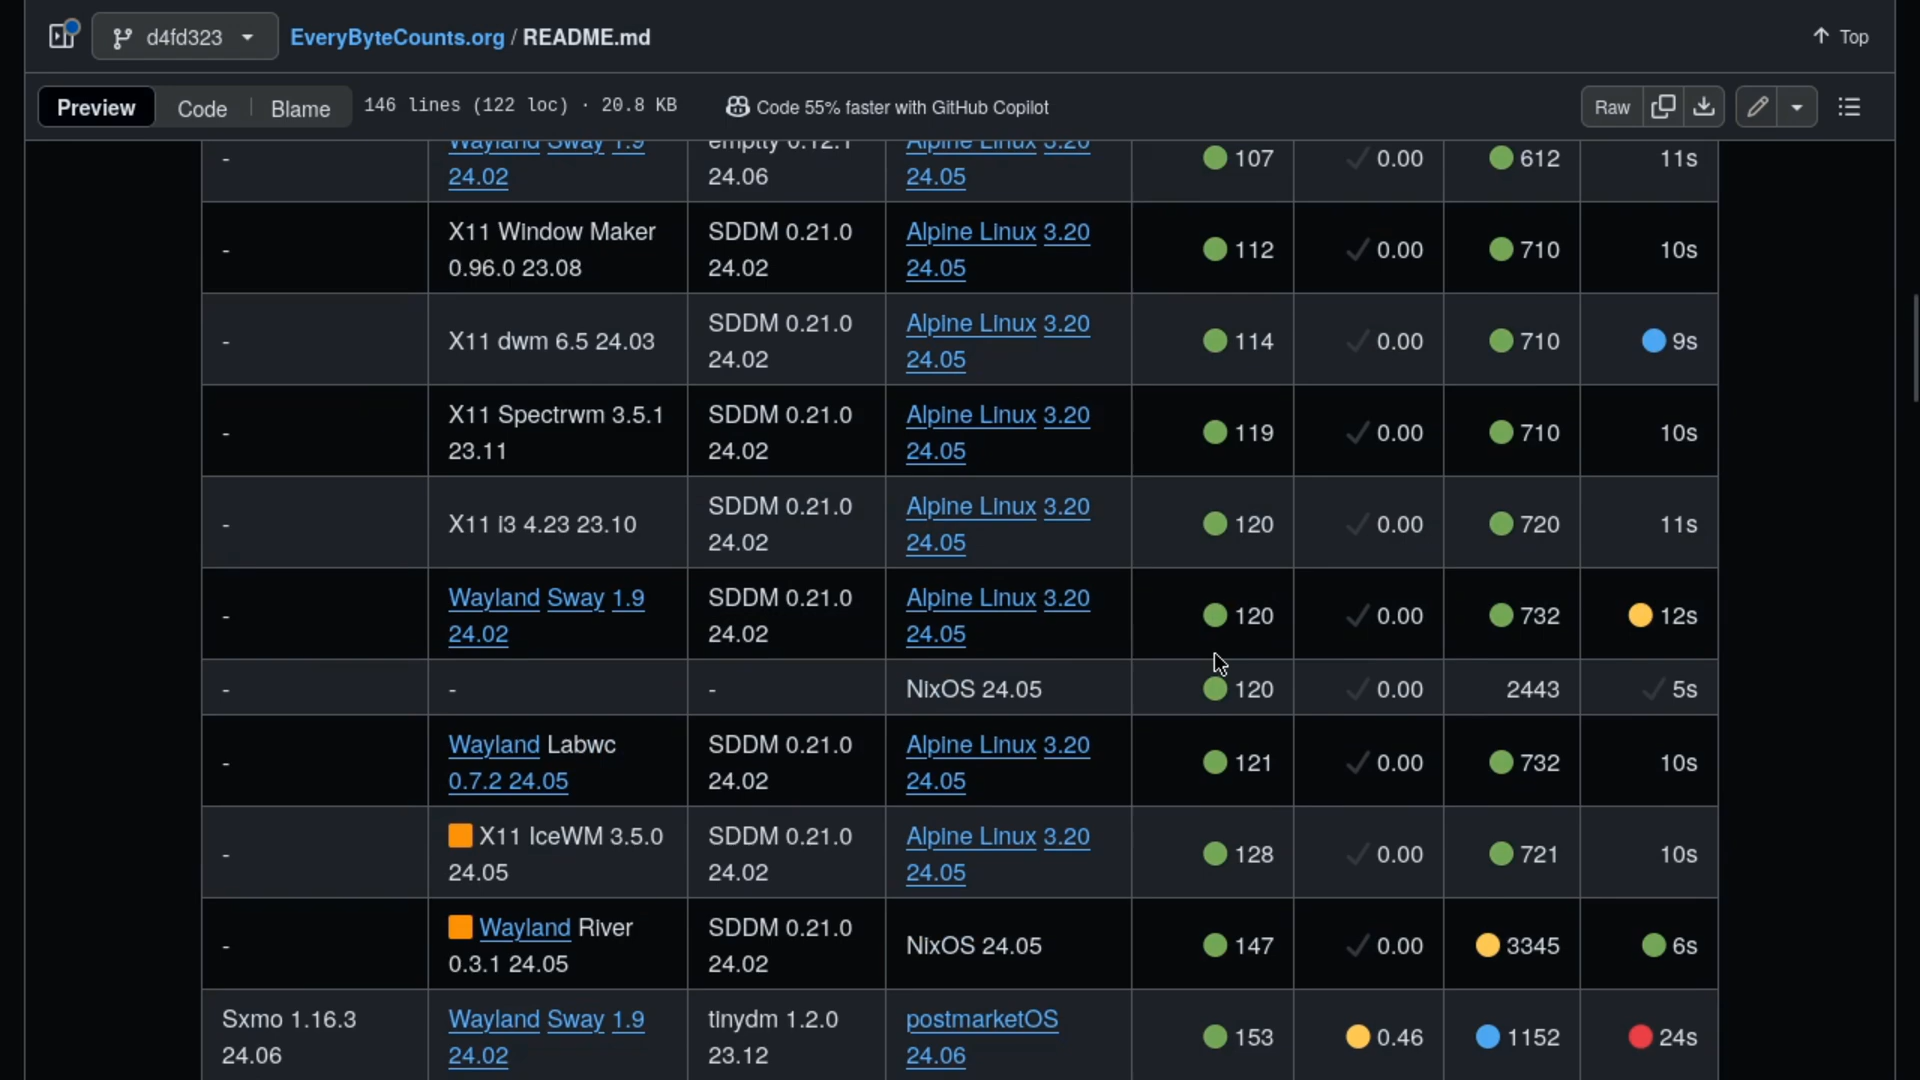 d4fd323
EveryByteCounts.org / README.md
Top
Preview
Code
Blame
146 lines (122 loc) · 20.8 KB
Code 55% faster with GitHub Copilot
Raw
- Wayland Sway 1.9 emptty 0.12.1 Alpine Linux 3.20 107 0.00 612 11s
24.02 24.06 24.05
- X11 Window Maker SDDM 0.21.0 Alpine Linux 3.20 112 0.00 710 10s
0.96.0 23.08 24.02 24.05
- X11 dwm 6.5 24.03 SDDM 0.21.0 Alpine Linux 3.20 114 0.00 710 9s
24.02 24.05
- X11 Spectrwm 3.5.1 SDDM 0.21.0 Alpine Linux 3.20 119 0.00 710 10s
23.11 24.02 24.05
- X11 i3 4.23 23.10 SDDM 0.21.0 Alpine Linux 3.20 120 0.00 720 11s
24.02 24.05
- Wayland Sway 1.9 SDDM 0.21.0 Alpine Linux 3.20 120 0.00 732 12s
24.02 24.02 24.05
- - - NixOS 24.05 120 0.00 2443 5s
- Wayland Labwc SDDM 0.21.0 Alpine Linux 3.20 121 0.00 732 10s
0.7.2 24.05 24.02 24.05
- X11 IceWM 3.5.0 SDDM 0.21.0 Alpine Linux 3.20 128 0.00 721 10s
24.05 24.02 24.05
- Wayland River SDDM 0.21.0 NixOS 24.05 147 0.00 3345 6s
0.3.1 24.05 24.02
Sxmo 1.16.3 Wayland Sway 1.9 tinydm 1.2.0 postmarketOS 153 0.46 1152 24s
24.06 24.02 23.12 24.06